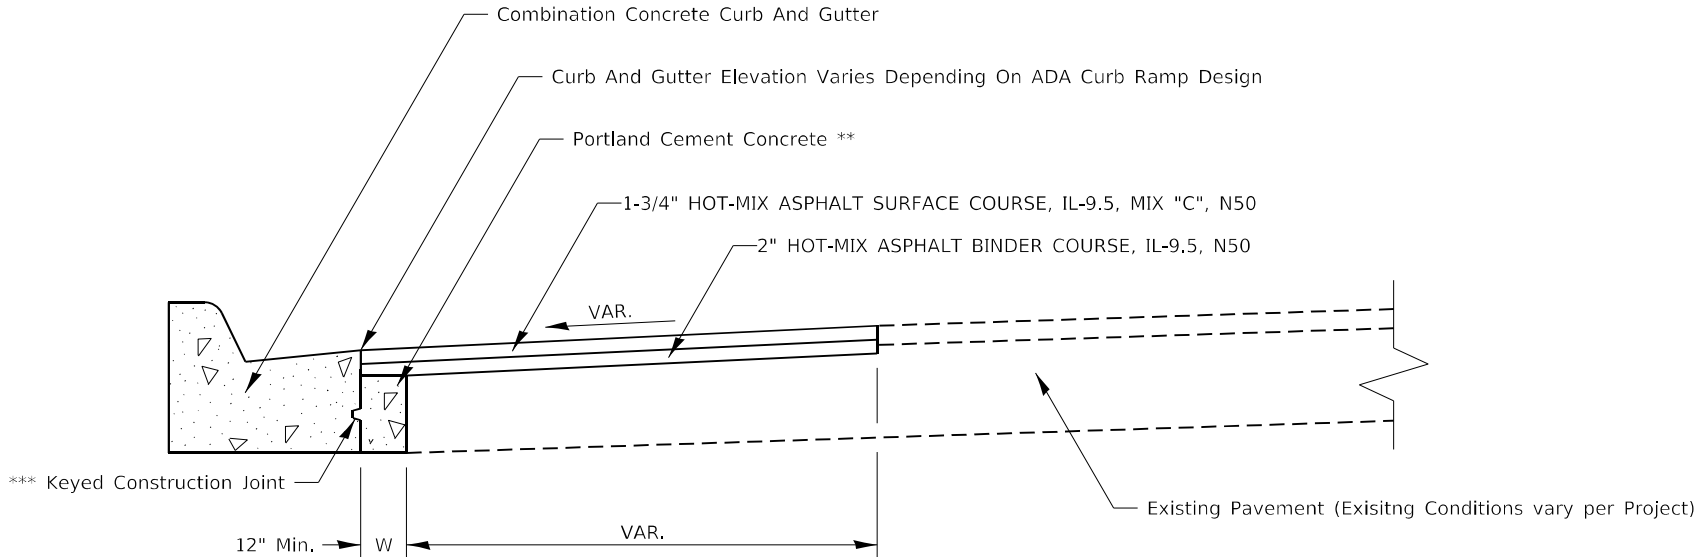 Combination Concrete Curb And Gutter
Curb And Gutter Elevation Varies Depending On ADA Curb Ramp Design
Portland Cement Concrete **
1-3/4" HOT-MIX ASPHALT SURFACE COURSE, IL-9.5, MIX "C", N50
2" HOT-MIX ASPHALT BINDER COURSE, IL-9.5, N50
VAR.
*** Keyed Construction Joint
Existing Pavement (Exisitng Conditions vary per Project)
12" Min.
W
VAR.